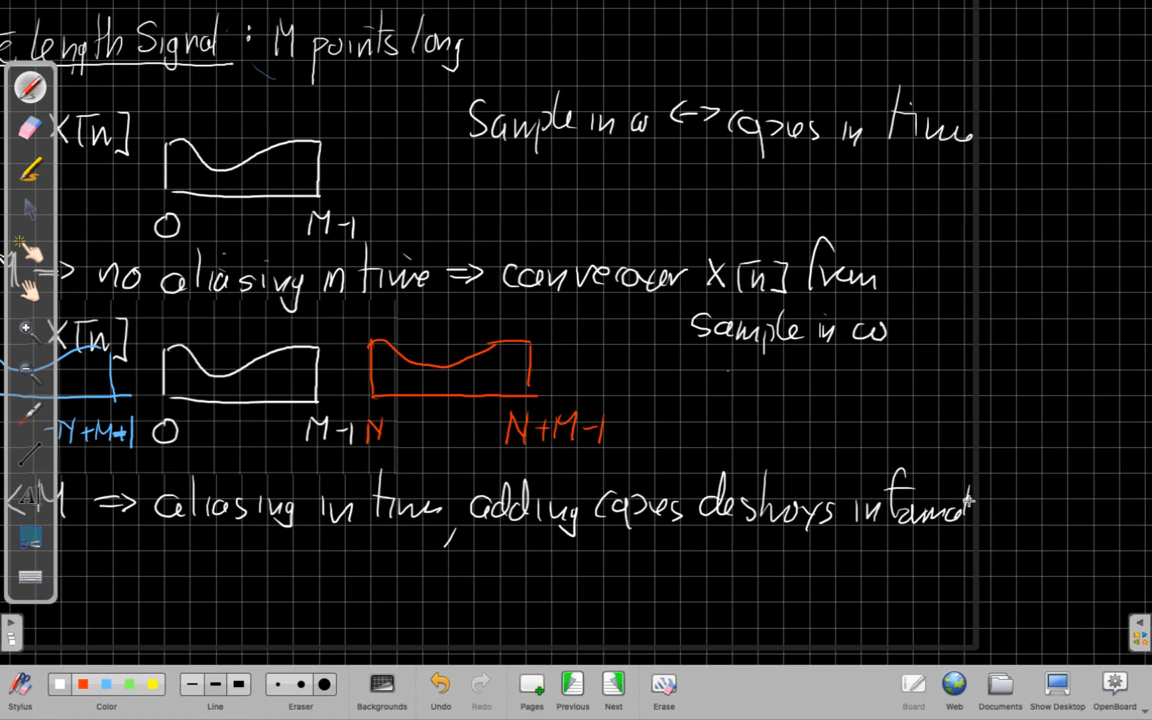 length Signal : M points long
X[n]
Sample in ω <-> copies in time
0 M-1
M => no aliasing in time => can recover X[n] from
Sample in ω
X[n]
-N+M+1 0 M-1 N N+M-1
<M => aliasing in time, adding copies destroys informat
Stylus Color Line Eraser Backgrounds Undo Redo Pages Previous Next Erase Board Web Documents Show Desktop OpenBoard